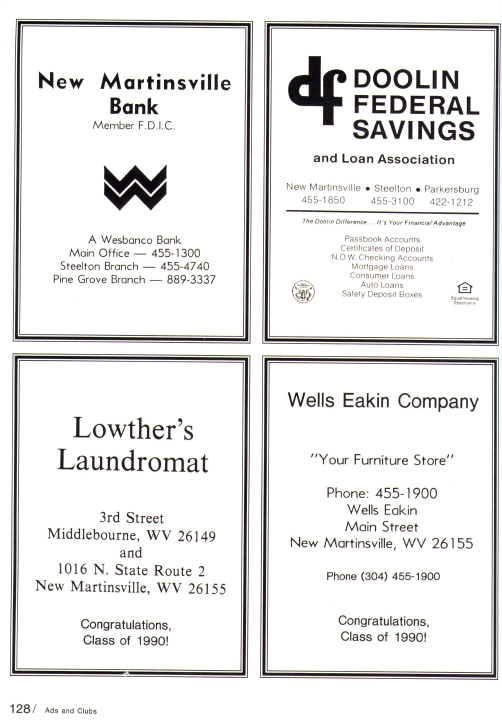 New Martinsville
Bank
Member F.D.I.C.
A Wesbanco Bank
Main Office — 455-1300
Steelton Branch — 455-4740
Pine Grove Branch — 889-3337
df DOOLIN
FEDERAL
SAVINGS
and Loan Association
New Martinsville • Steelton • Parkersburg
455-1850 455-3100 422-1212
The Doolin Difference ... It's Your Financial Advantage
Passbook Accounts
Certificates of Deposit
N.O.W. Checking Accounts
Mortgage Loans
Consumer Loans
Auto Loans
Safety Deposit Boxes
Equal Housing
Opportunity
Lowther's
Laundromat
3rd Street
Middlebourne, WV 26149
and
1016 N. State Route 2
New Martinsville, WV 26155
Congratulations,
Class of 1990!
Wells Eakin Company
"Your Furniture Store"
Phone: 455-1900
Wells Eakin
Main Street
New Martinsville, WV 26155
Phone (304) 455-1900
Congratulations,
Class of 1990!
128/ Ads and Clubs